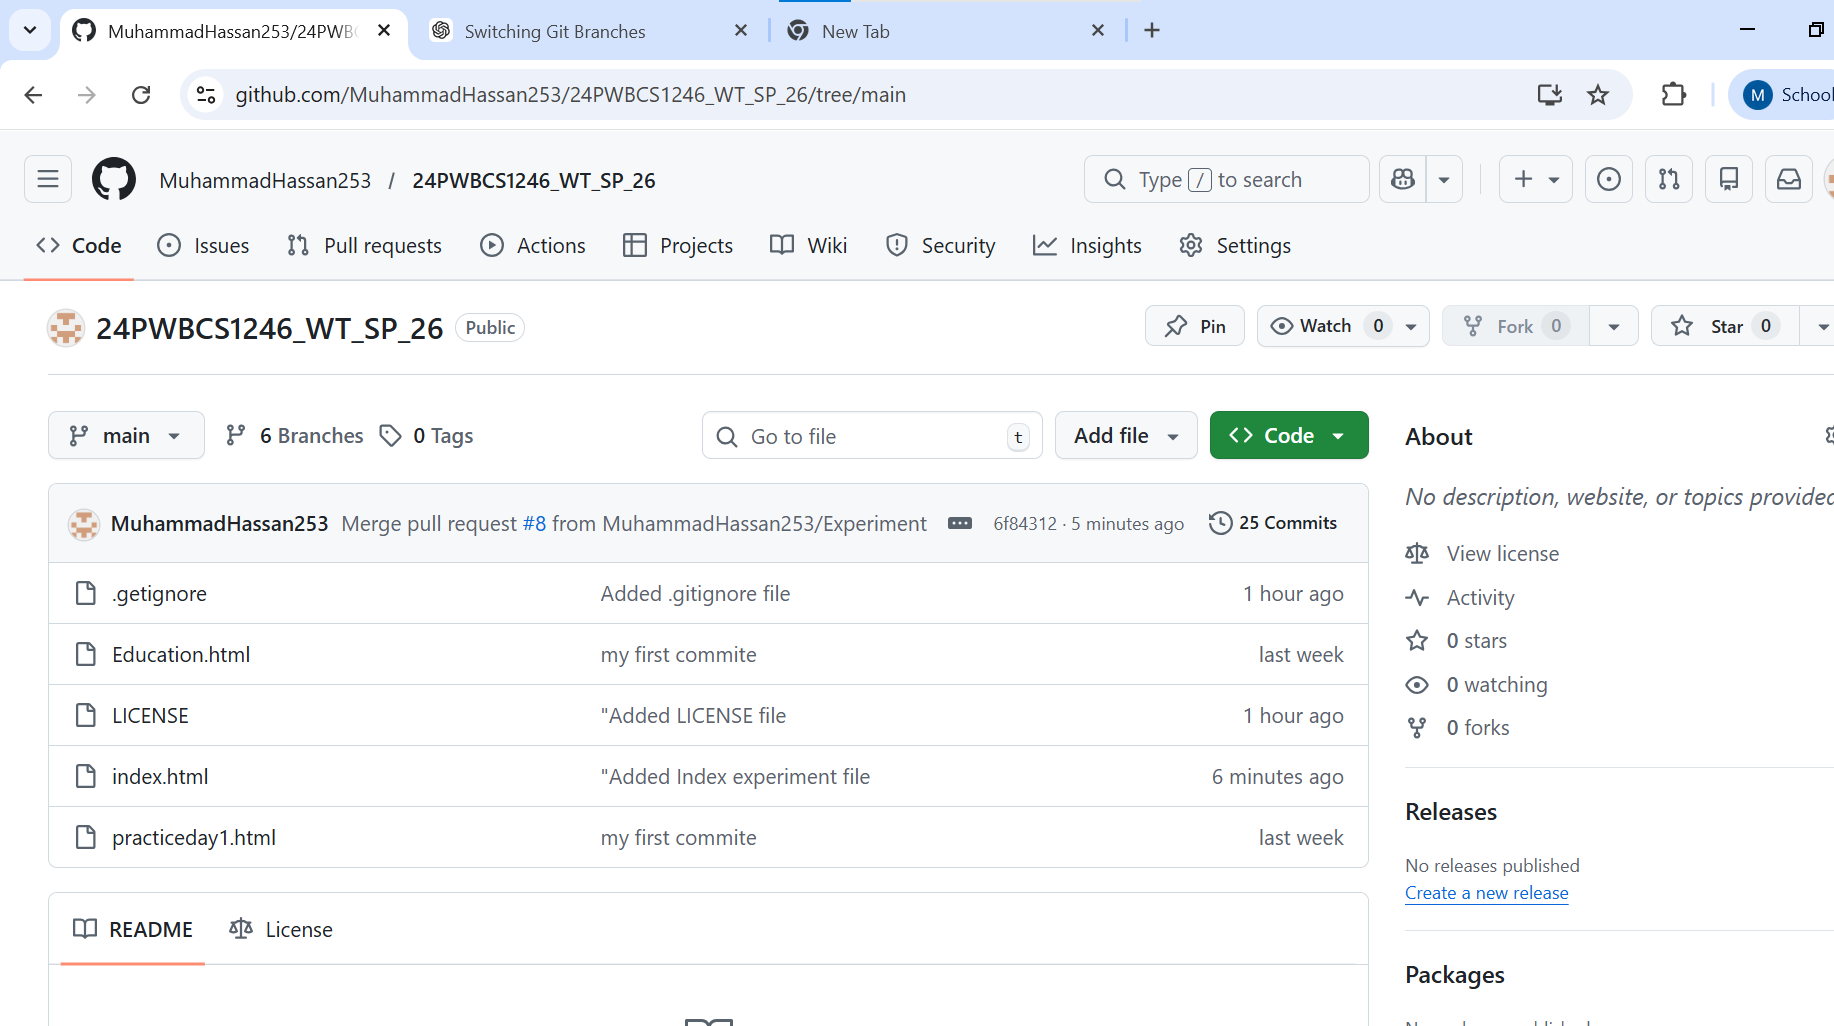 MuhammadHassan253/24PWBC
Switching Git Branches
New Tab
github.com/MuhammadHassan253/24PWBCS1246_WT_SP_26/tree/main
M School
MuhammadHassan253 / 24PWBCS1246_WT_SP_26
Type / to search
Code
Issues
Pull requests
Actions
Projects
Wiki
Security
Insights
Settings
24PWBCS1246_WT_SP_26 Public
Pin
Watch 0
Fork 0
Star 0
main
6 Branches
0 Tags
Go to file t
Add file
Code
MuhammadHassan253 Merge pull request #8 from MuhammadHassan253/Experiment 6f84312 · 5 minutes ago 25 Commits
.getignore Added .gitignore file 1 hour ago
Education.html my first commite last week
LICENSE "Added LICENSE file 1 hour ago
index.html "Added Index experiment file 6 minutes ago
practiceday1.html my first commite last week
README
License
About
No description, website, or topics provided
View license
Activity
0 stars
0 watching
0 forks
Releases
No releases published
Create a new release
Packages